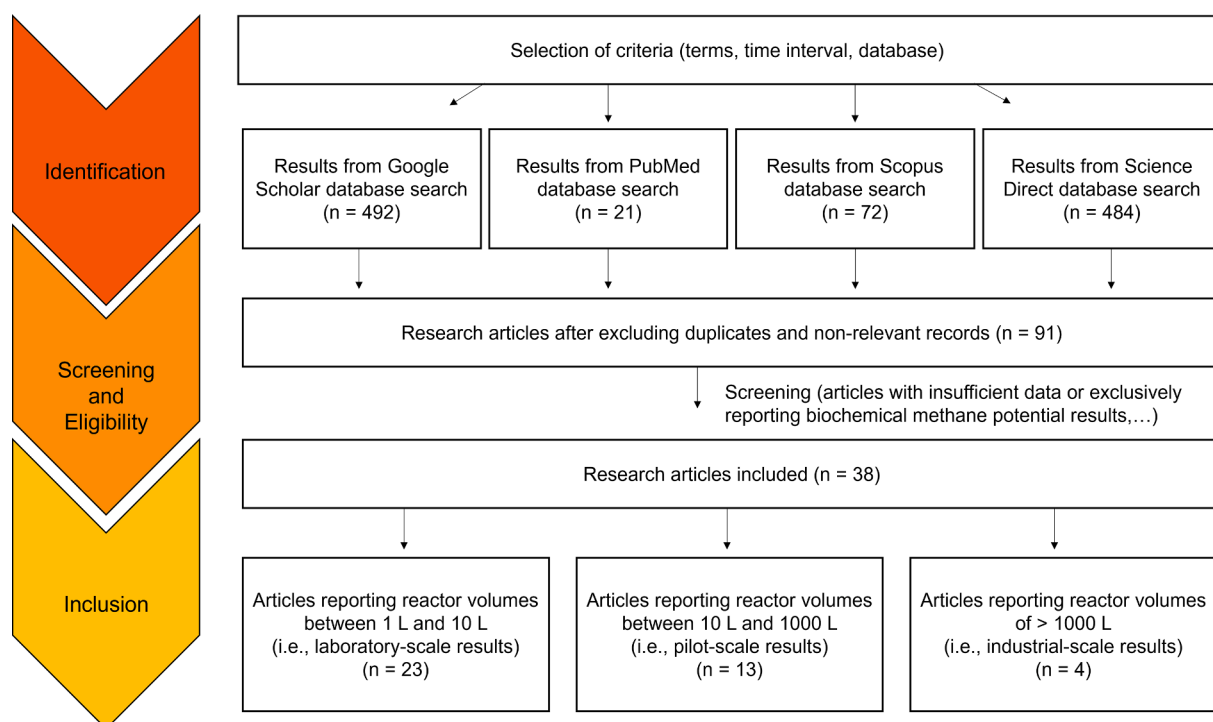 Identification
Screening
and
Eligibility
Inclusion
Selection of criteria (terms, time interval, database)
Results from Google
Scholar database search
(n = 492)
Results from PubMed
database search
(n = 21)
Results from Scopus
database search
(n = 72)
Results from Science
Direct database search
(n = 484)
Research articles after excluding duplicates and non-relevant records (n = 91)
Screening (articles with insufficient data or exclusively
reporting biochemical methane potential results,…)
Research articles included (n = 38)
Articles reporting reactor volumes
between 1 L and 10 L
(i.e., laboratory-scale results)
(n = 23)
Articles reporting reactor volumes
between 10 L and 1000 L
(i.e., pilot-scale results)
(n = 13)
Articles reporting reactor volumes
of > 1000 L
(i.e., industrial-scale results)
(n = 4)